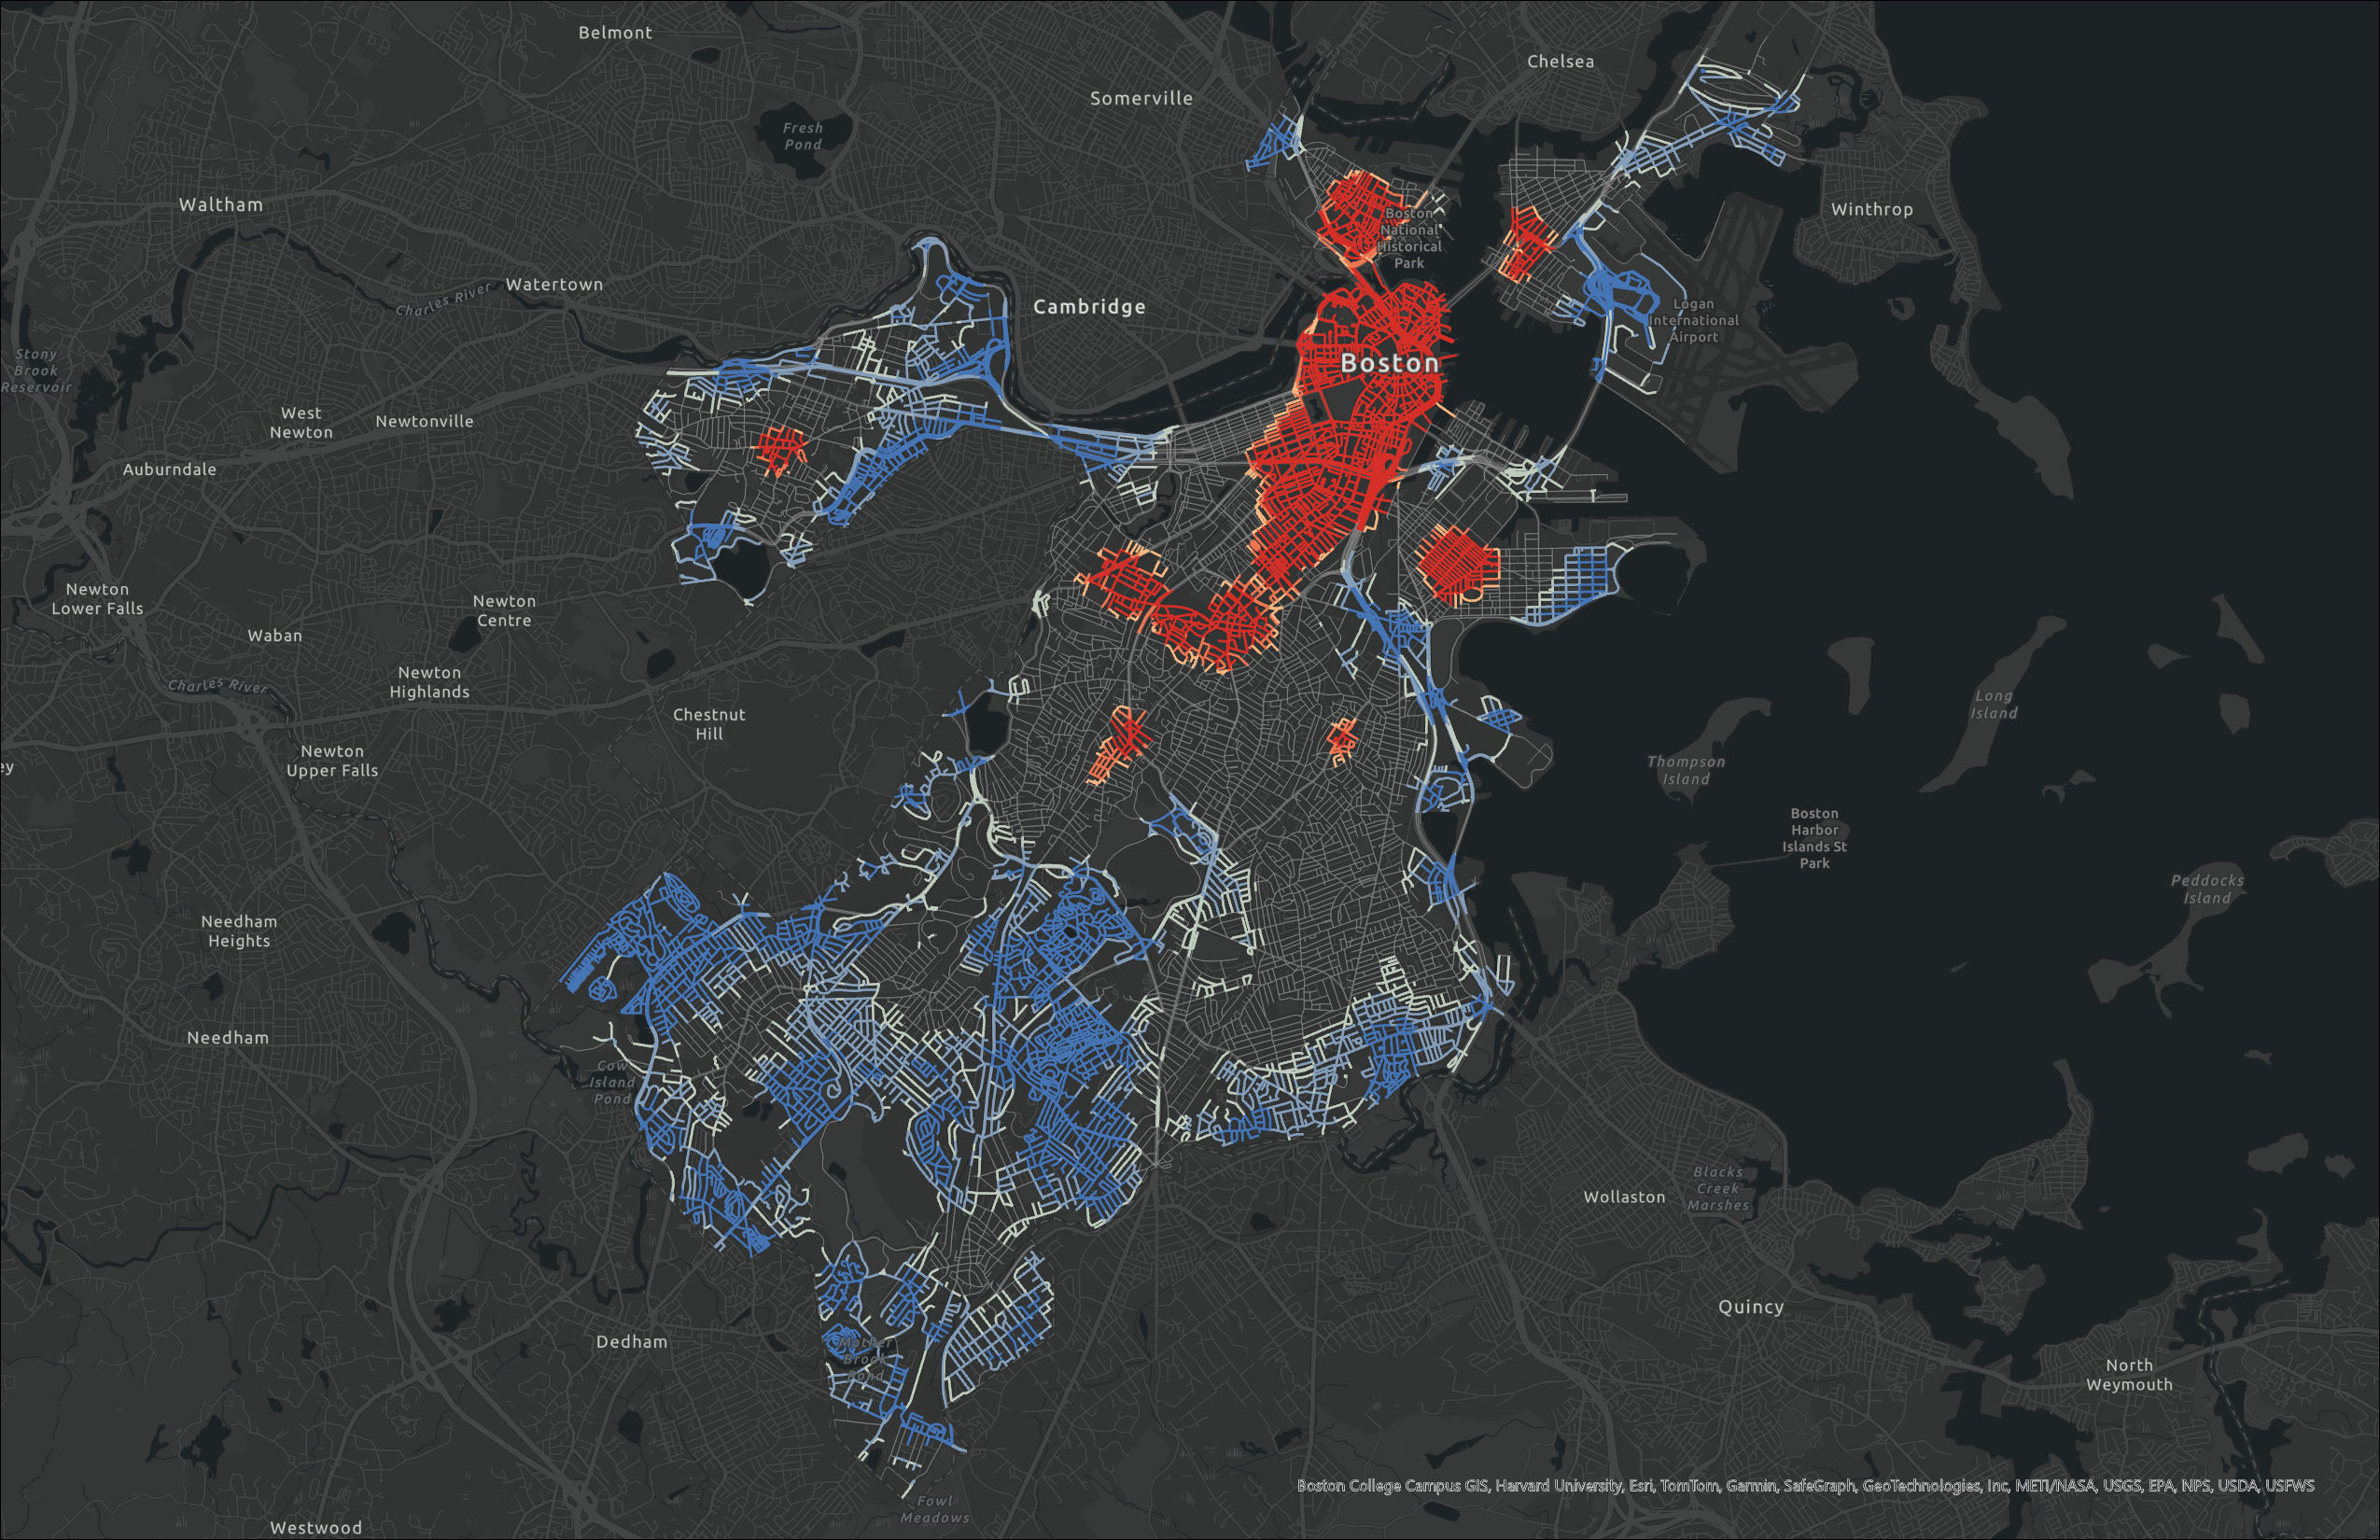 Belmont
Chelsea
Somerville
Fresh
Pond
Waltham
Winthrop
Boston
National
Historical
Park
Watertown
Charles River
Cambridge
Logan
International
Airport
Stony
Brook
Reservoir
Boston
West
Newton
Newtonville
Auburndale
Newton
Lower Falls
Newton
Centre
Waban
Newton
Highlands
Charles River
Long
Island
Chestnut
Hill
Newton
Upper Falls
ey
Thompson
Island
Boston
Harbor
Islands St
Park
Peddocks
Island
Needham
Heights
Needham
Cow
Island
Pond
Blacks
Creek
Marshes
Wollaston
Quincy
Dedham
Mother
Brook
Pond
North
Weymouth
Boston College Campus GIS, Harvard University, Esri, TomTom, Garmin, SafeGraph, GeoTechnologies, Inc, METI/NASA, USGS, EPA, NPS, USDA, USFWS
Fowl
Meadows
Westwood